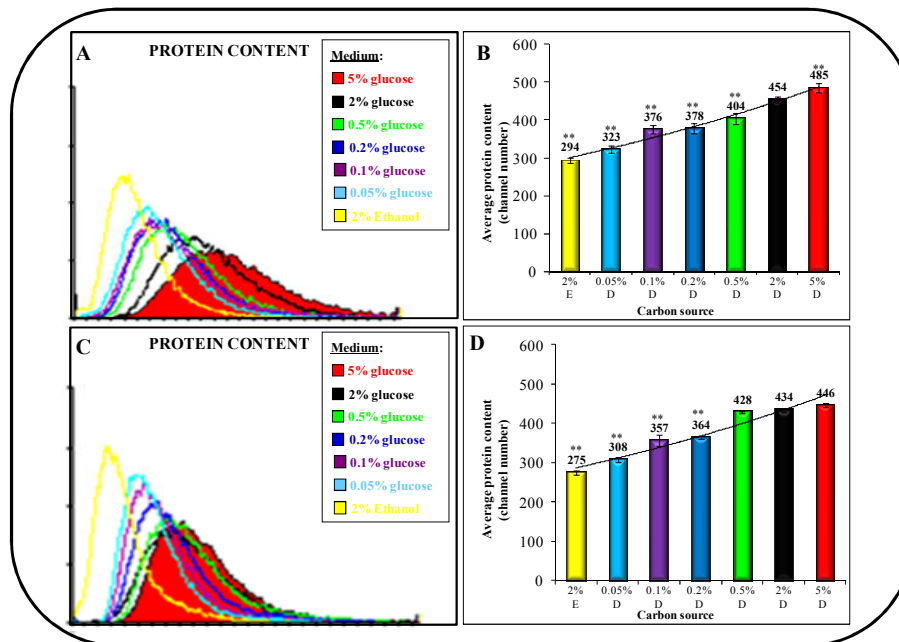 A
PROTEIN CONTENT
Medium:
5% glucose
2% glucose
0.5% glucose
0.2% glucose
0.1% glucose
0.05% glucose
2% Ethanol
B
Average protein content
(channel number)
600
500
400
300
200
100
0
** ** ** ** ** **
294 323 376 378 404 454 485
2% 0.05% 0.1% 0.2% 0.5% 2% 5%
E D D D D D D
Carbon source
C
PROTEIN CONTENT
Medium:
5% glucose
2% glucose
0.5% glucose
0.2% glucose
0.1% glucose
0.05% glucose
2% Ethanol
D
Average protein content
(channel number)
600
500
400
300
200
100
0
** ** ** **
275 308 357 364 428 434 446
2% 0.05% 0.1% 0.2% 0.5% 2% 5%
E D D D D D D
Carbon source